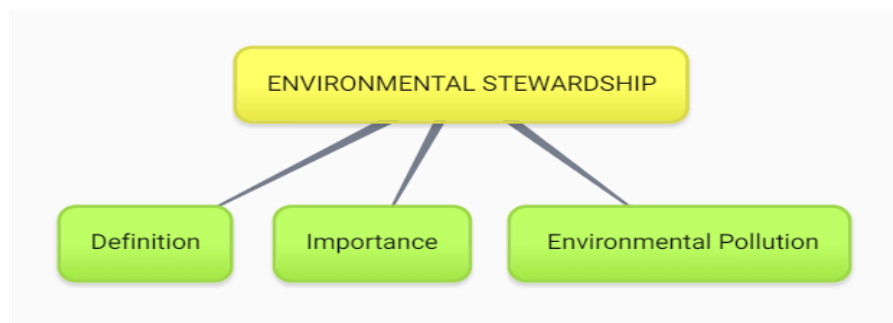 ENVIRONMENTAL STEWARDSHIP
Definition
Importance
Environmental Pollution